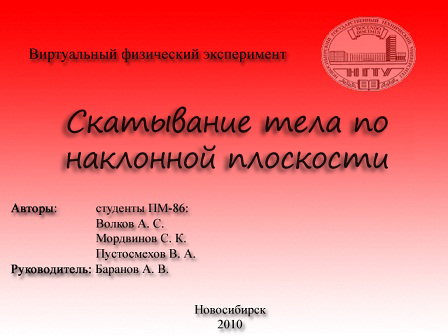 Виртуальный физический эксперимент
НГТУ
Скатывание тела по
наклонной плоскости
Авторы: студенты ПМ-86:
Волков А. С.
Мордвинов С. К.
Пустосмехов В. А.
Руководитель: Баранов А. В.
Новосибирск
2010